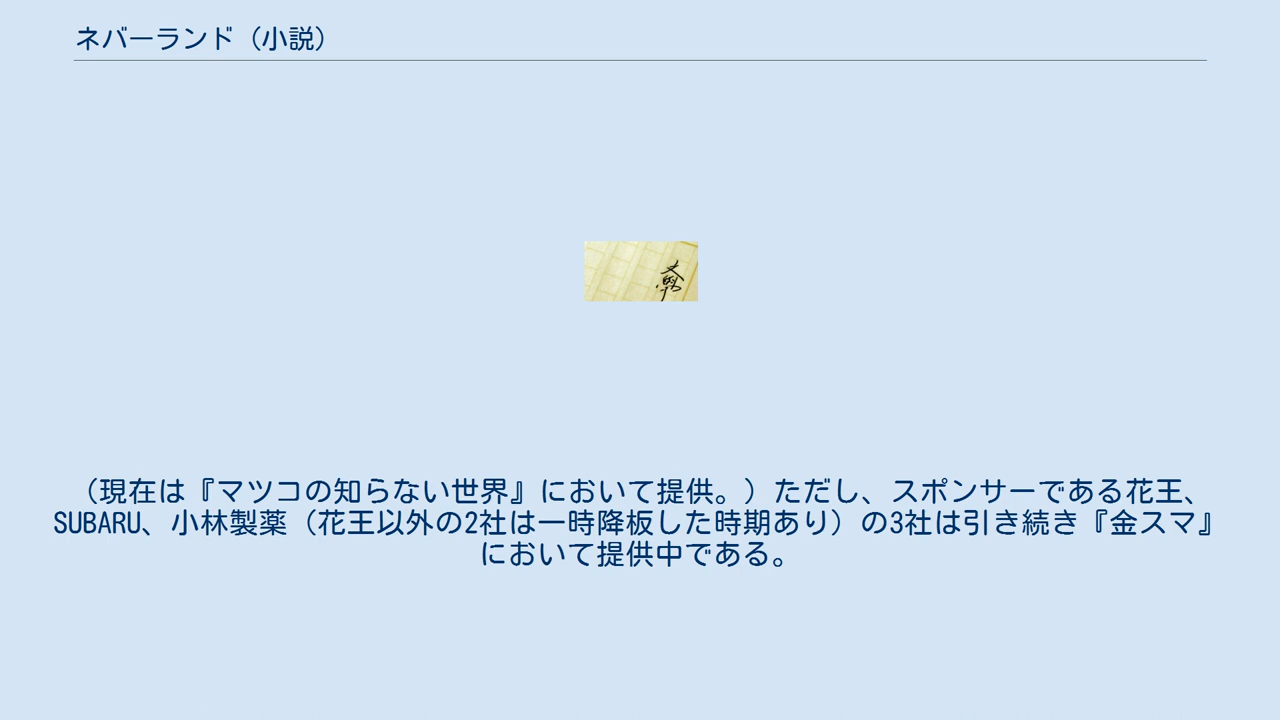 ネバーランド（小説）
（現在は『マツコの知らない世界』において提供。）ただし、スポンサーである花王、
SUBARU、小林製薬（花王以外の2社は一時降板した時期あり）の3社は引き続き『金スマ』
において提供中である。